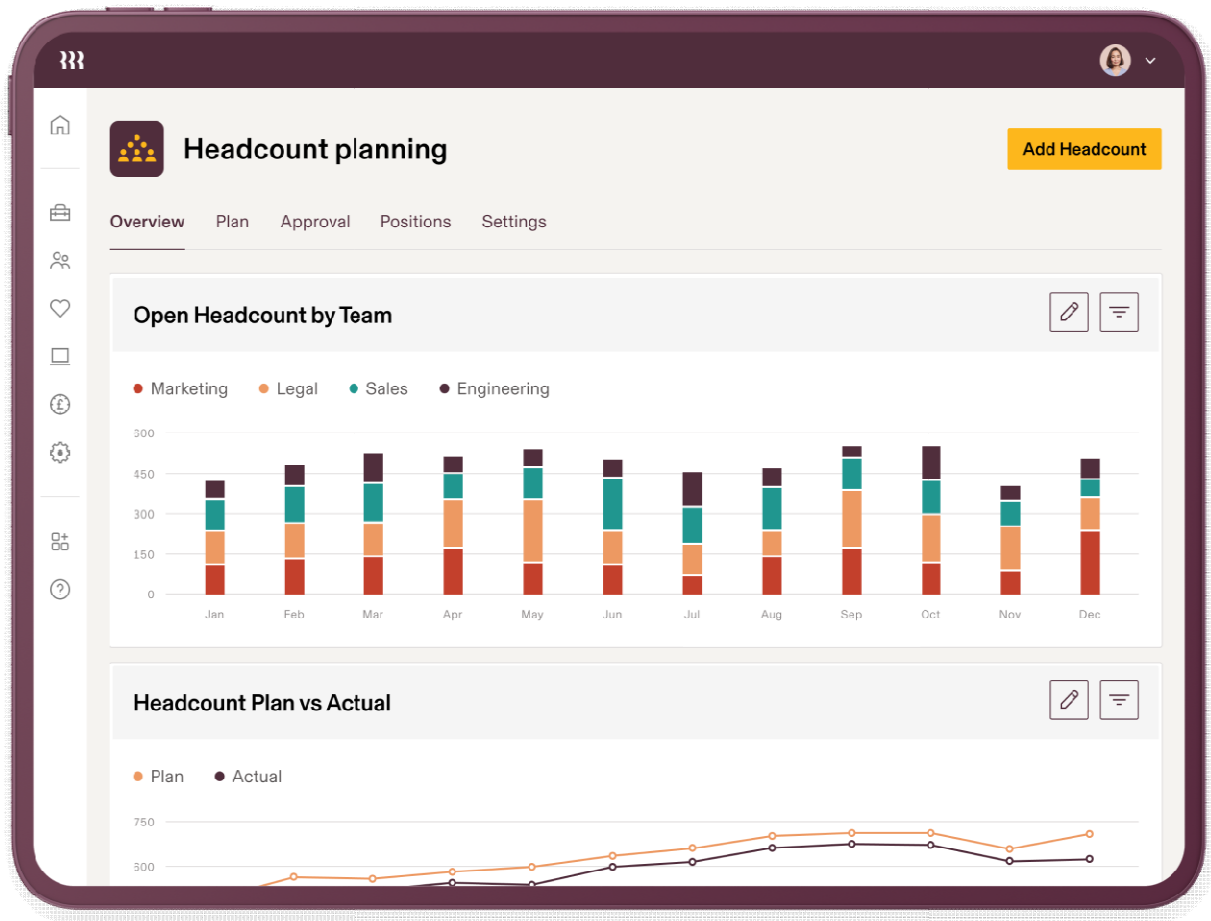 Headcount planning
Add Headcount
Overview Plan Approval Positions Settings
Open Headcount by Team
Marketing Legal Sales Engineering
600
450
300
150
0
Jan Feb Mar Apr May Jun Jul Aug Sep Oct Nov Dec
Headcount Plan vs Actual
Plan Actual
750
600